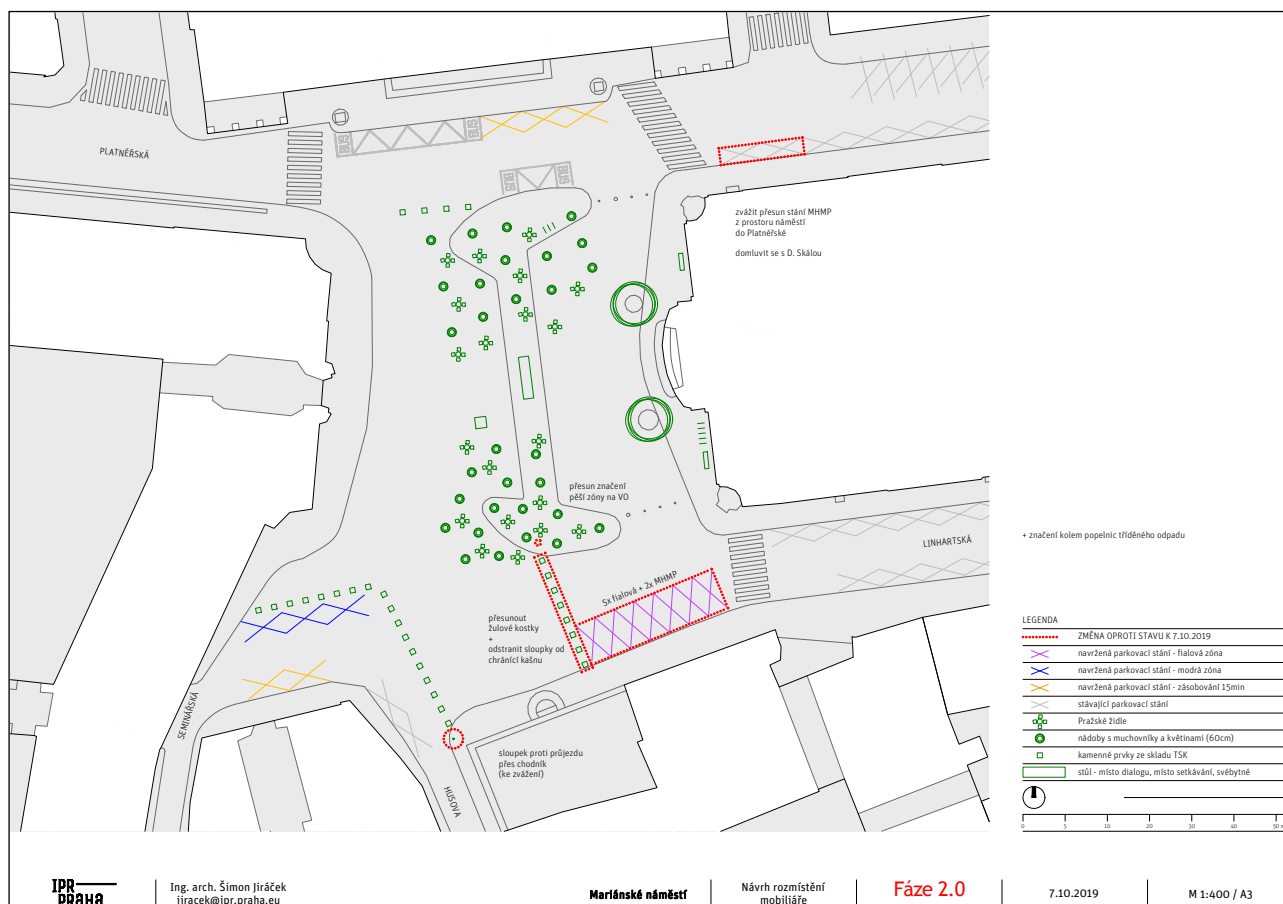 PLATNÉŘSKÁ
BUS
BUS
BUS
BUS
zvážit přesun stání MHMP
z prostoru náměstí
do Platnéřské
domluvit se s D. Skálou
přesun značení
pěší zóny na VO
LINHARTSKÁ
+ značení kolem popelnic tříděného odpadu
5x fialová + 2x MHMP
přesunout
žulové kostky
+
odstranit sloupky od
chránící kašnu
SEMINÁŘSKÁ
sloupek proti průjezdu
přes chodník
(ke zvážení)
HUSOVA
LEGENDA
ZMĚNA OPROTI STAVU K 7.10.2019
navržená parkovací stání - fialová zóna
navržená parkovací stání - modrá zóna
navržená parkovací stání - zásobování 15min
stávající parkovací stání
Pražské židle
nádoby s muchovníky a květinami (60cm)
kamenné prvky ze skladu TSK
stůl - místo dialogu, místo setkávání, svébytné
0 5 10 20 30 40 50 m
IPR
PRAHA
Ing. arch. Šimon Jiráček
jiracek@ipr.praha.eu
Mariánské náměstí
Návrh rozmístění
mobiliáře
Fáze 2.0
7.10.2019
M 1:400 / A3